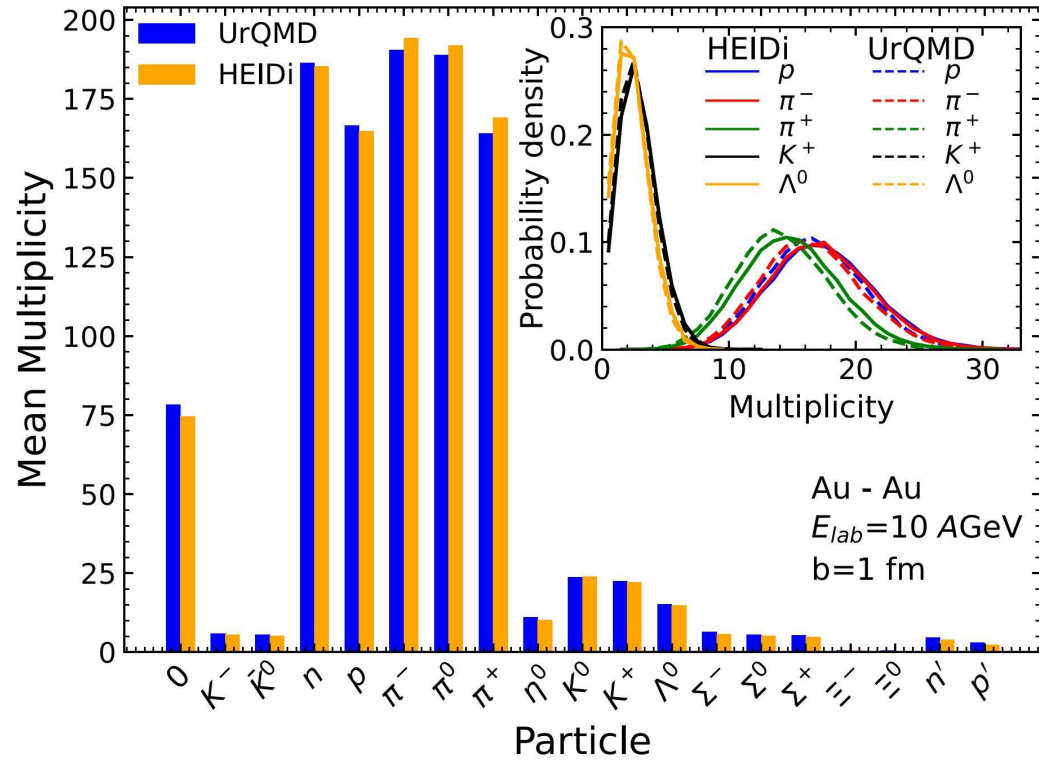 UrQMD
HEIDi
Mean Multiplicity
200
175
150
125
100
75
50
25
0
0 K⁻ K̄⁰ n p π⁻ π⁰ π⁺ η⁰ K⁰ K⁺ Λ⁰ Σ⁻ Σ⁰ Σ⁺ Ξ⁻ Ξ⁰ n′ p′
Particle
HEIDi UrQMD
p p
π⁻ π⁻
π⁺ π⁺
K⁺ K⁺
Λ⁰ Λ⁰
Probability density
0.3
0.2
0.1
0.0
0 10 20 30
Multiplicity
Au - Au
E_lab=10 AGeV
b=1 fm